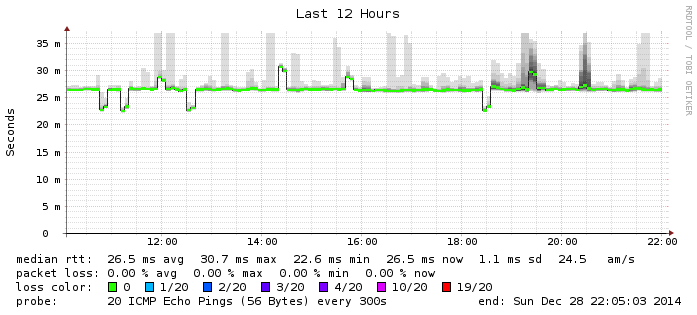 Last 12 Hours
RRDTOOL / TOBI OETIKER
Seconds
35 m
30 m
25 m
20 m
15 m
10 m
5 m
0
12:00 14:00 16:00 18:00 20:00 22:00
median rtt: 26.5 ms avg 30.7 ms max 22.6 ms min 26.5 ms now 1.1 ms sd 24.5 am/s
packet loss: 0.00 % avg 0.00 % max 0.00 % min 0.00 % now
loss color: 0 1/20 2/20 3/20 4/20 10/20 19/20
probe: 20 ICMP Echo Pings (56 Bytes) every 300s end: Sun Dec 28 22:05:03 2014